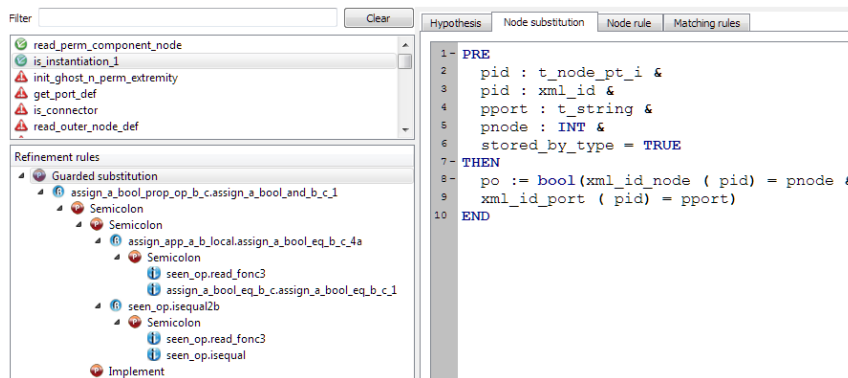 Filter
Clear
read_perm_component_node
is_instantiation_1
init_ghost_n_perm_extremity
get_port_def
is_connector
read_outer_node_def
Refinement rules
Guarded substitution
assign_a_bool_prop_op_b_c.assign_a_bool_and_b_c_1
Semicolon
Semicolon
assign_app_a_b_local.assign_a_bool_eq_b_c_4a
Semicolon
seen_op.read_fonc3
assign_a_bool_eq_b_c.assign_a_bool_eq_b_c_1
seen_op.isequal2b
Semicolon
seen_op.read_fonc3
seen_op.isequal
Implement
Hypothesis Node substitution Node rule Matching rules
1 PRE
2 pid : t_node_pt_i &
3 pid : xml_id &
4 pport : t_string &
5 pnode : INT &
6 stored_by_type = TRUE
7 THEN
8 po := bool(xml_id_node ( pid) = pnode &
9 xml_id_port ( pid) = pport)
10 END